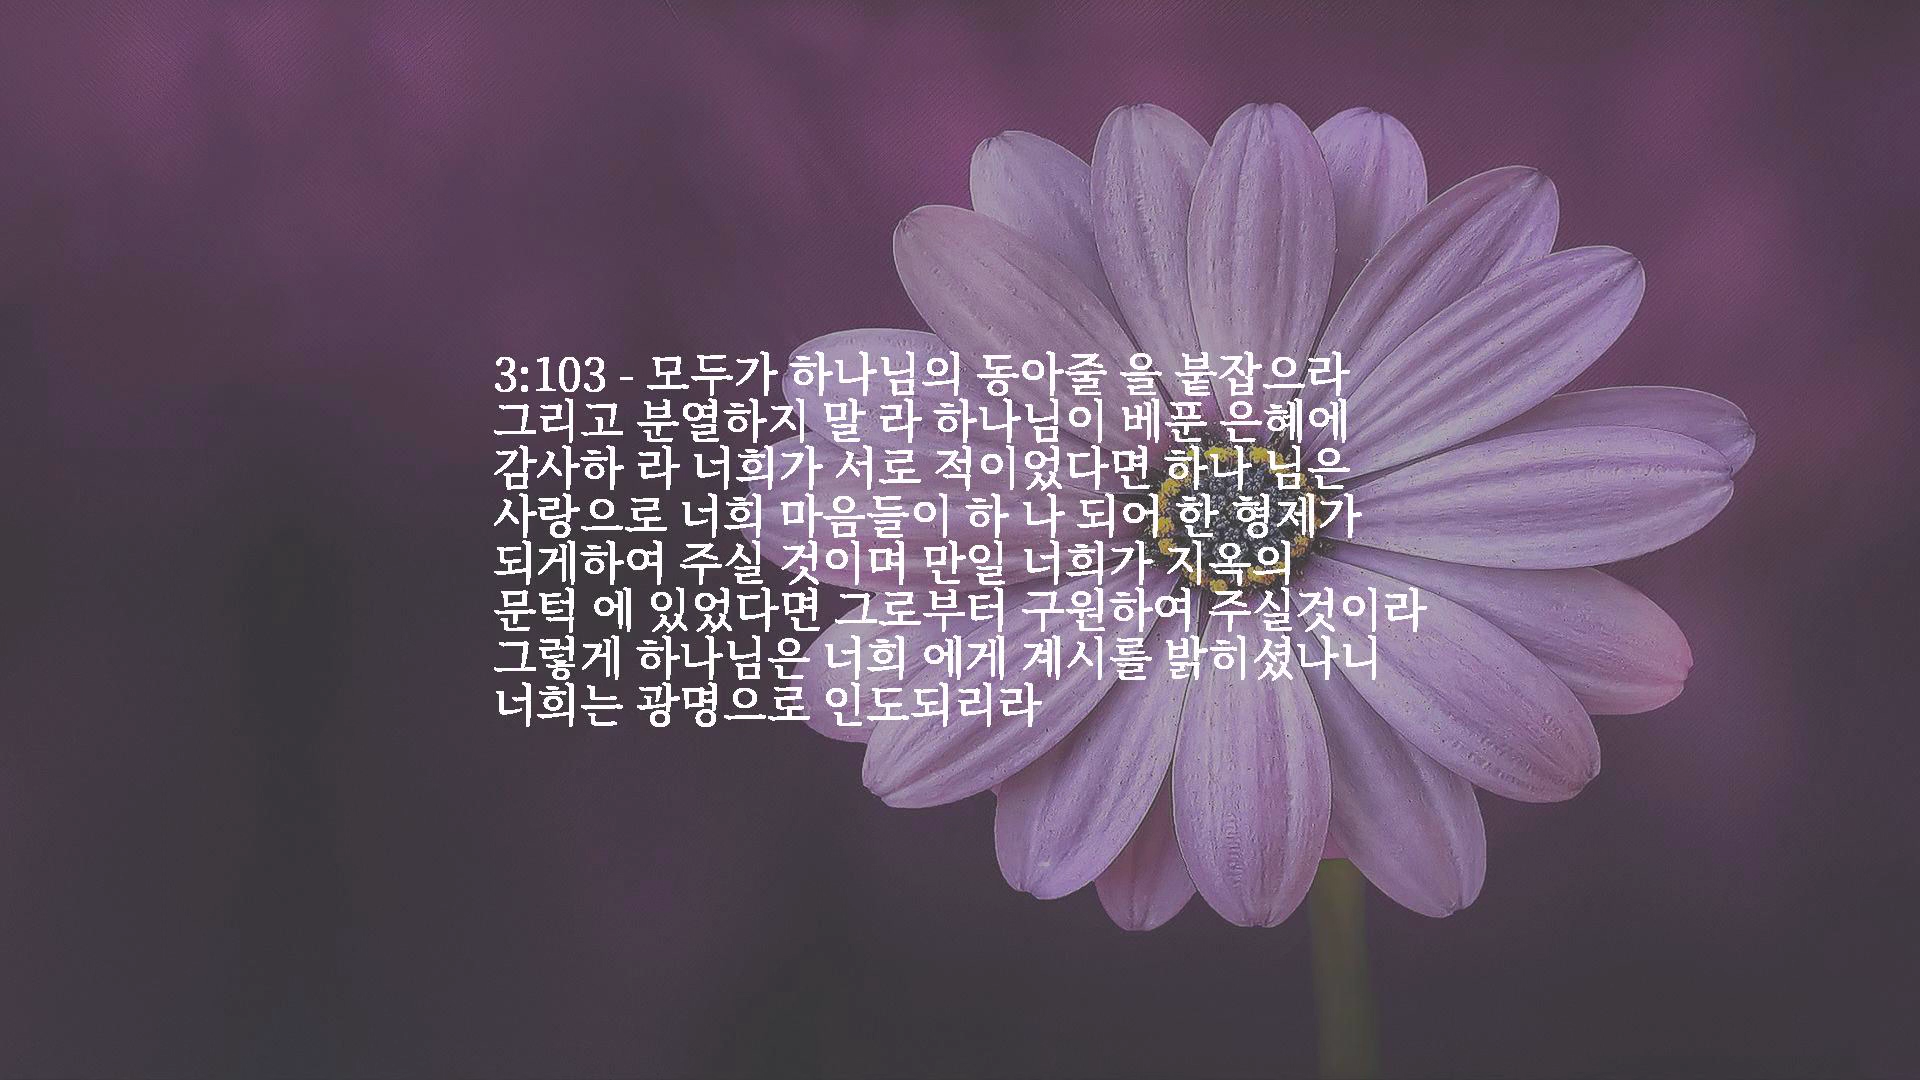 3:103 - 모두가 하나님의 동아줄 을 붙잡으라
그리고 분열하지 말 라 하나님이 베푼 은혜에
감사하 라 너희가 서로 적이었다면 하나 님은
사랑으로 너희 마음들이 하 나 되어 한 형제가
되게하여 주실 것이며 만일 너희가 지옥의
문턱 에 있었다면 그로부터 구원하여 주실것이라
그렇게 하나님은 너희 에게 계시를 밝히셨나니
너희는 광명으로 인도되리라